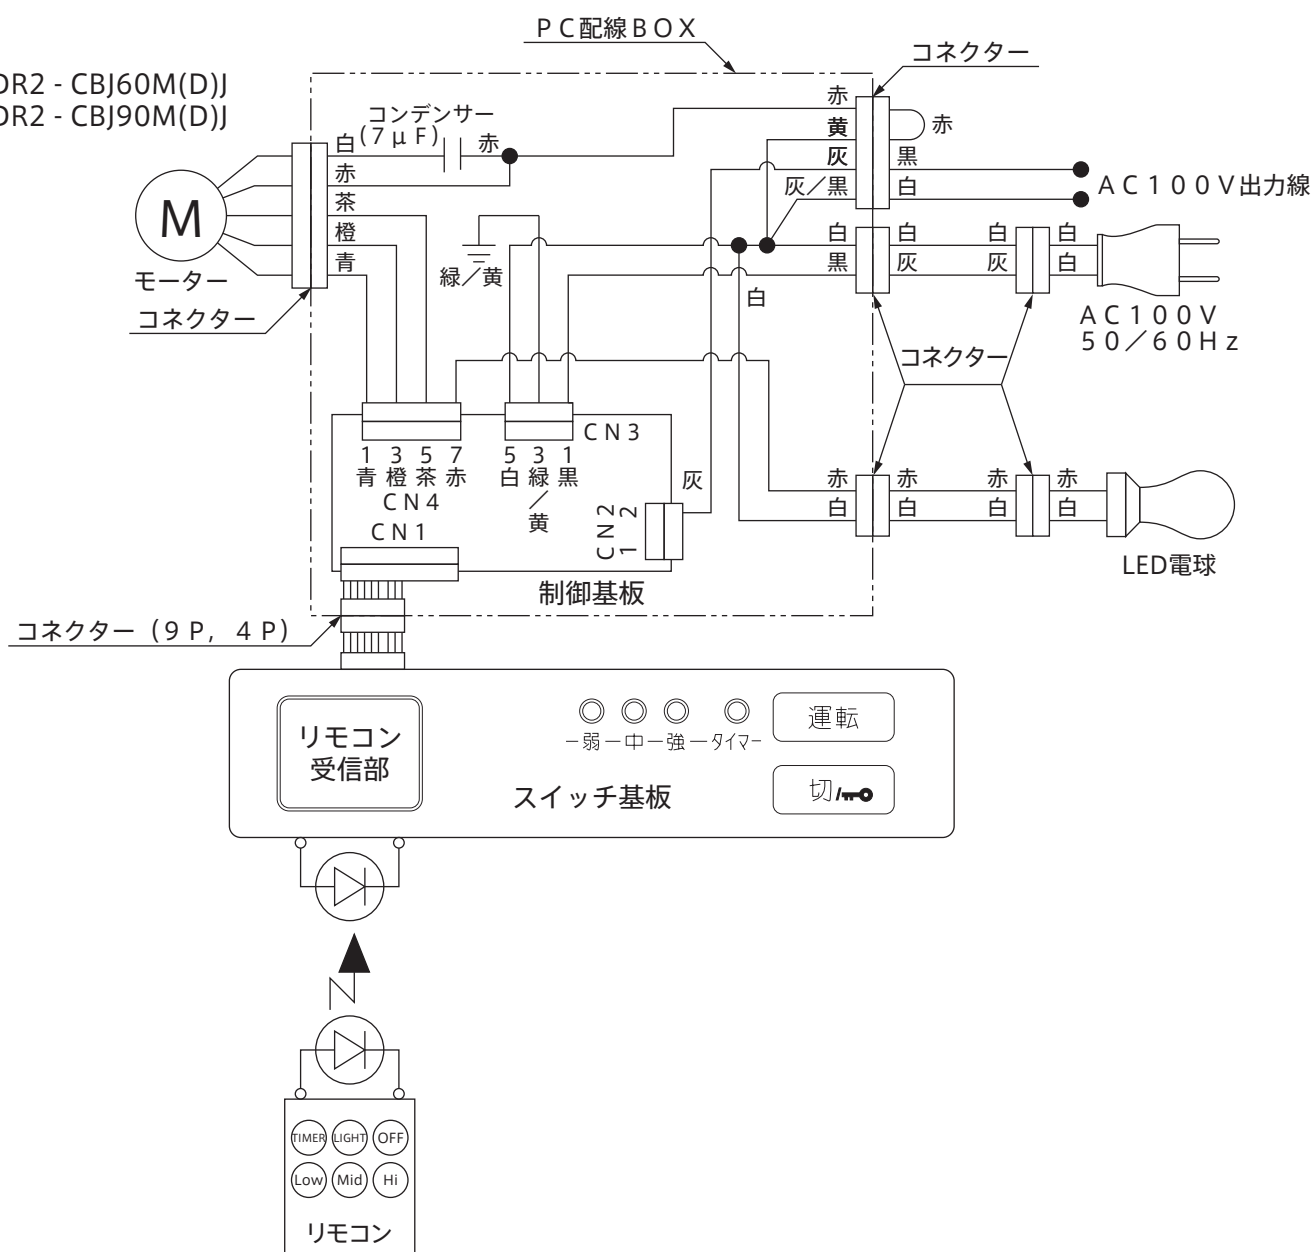 ＰＣ配線ＢＯＸ
コネクター
DR2 - CBJ60M(D)J
DR2 - CBJ90M(D)J
コンデンサー
(７μＦ)
白
赤
赤
茶
橙
青
M
モーター
コネクター
緑／黄
赤
黄
灰
灰／黒
白
黒
赤
黒
白
白
灰
白
灰
白
白
白
ＡＣ１００Ｖ出力線
ＡＣ１００Ｖ
５０／６０Ｈｚ
コネクター
ＣＮ３
1 3 5 7
青 橙 茶 赤
ＣＮ４
5 3 1
白 緑／黄 黒
灰
ＣＮ２
1 2
ＣＮ１
制御基板
赤 赤 赤 赤
白 白 白 白
LED電球
コネクター（９Ｐ，４Ｐ）
リモコン
受信部
－弱－中－強－タイマ－
運転
切/
スイッチ基板
TIMER LIGHT OFF
Low Mid Hi
リモコン